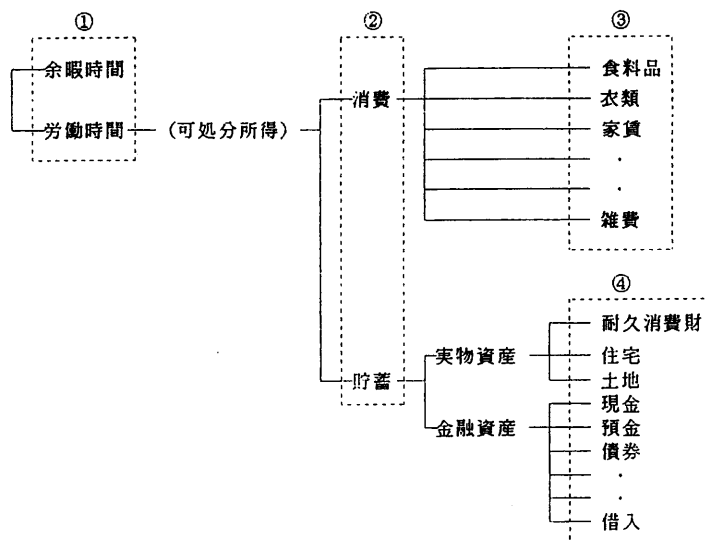 ①
余暇時間
労働時間
(可処分所得)
②
消費
貯蓄
③
食料品
衣類
家賃
・
・
雑費
実物資産
金融資産
④
耐久消費財
住宅
土地
現金
預金
債券
・
・
借入